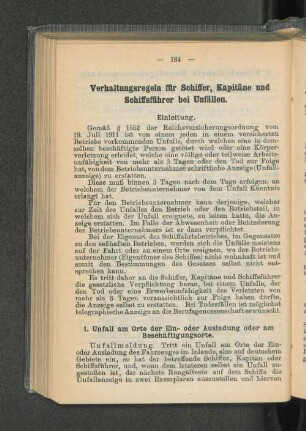 — 184 —
Verhaltungsregeln für Schiffer, Kapitäne und
Schiffsführer bei Unfällen.
Einleitung.
Gemäß § 1552 der Reichsversicherungsordnung vom
19. Juli 1911 ist von einem jeden in einem versicherten
Betriebe vorkommenden Unfalle, durch welchen eine in dem-
selben beschäftigte Person getötet wird oder eine Körper-
verletzung erleidet, welche eine völlige oder teilweise Arbeits-
unfähigkeit von mehr als 3 Tagen oder den Tod zur Folge
hat, von dem Betriebsunternehmer schriftliche Anzeige (Unfall-
anzeige) zu erstatten.
Diese muß binnen 3 Tagen nach dem Tage erfolgen, an
welchem der Betriebsunternehmer von dem Unfall Kenntnis
erlangt hat.
Für den Betriebsunternehmer kann derjenige, welcher
zur Zeit des Unfalles den Betrieb oder den Betriebsteil, in
welchem sich der Unfall ereignete, zu leiten hatte, die An-
zeige erstatten. Im Falle der Abwesenheit oder Behinderung
der Betriebsunternehmers ist er dazu verpflichtet.
Bei der Eigenart des Schiffahrtsbetriebes, im Gegensatze
zu den seßhaften Betrieben, werden sich die Unfälle meistens
auf der Fahrt oder an einem Orte ereignen, wo der Betriebs-
unternehmer (Eigentümer des Schiffes) nicht wohnhaft ist und
somit den Bestimmungen des Gesetzes selbst nicht ent-
sprechen kann.
Es tritt daher an die Schiffer, Kapitäne und Schiffsführer
die gesetzliche Verpflichtung heran, bei einem Unfalle, der
den Tod oder eine Erwerbsunfähigkeit des Verletzten von
mehr als 3 Tagen voraussichtlich zur Folge haben dürfte,
die Anzeige selbst zu erstatten. Bei Todesfällen ist möglichst
telegraphische Anzeige an die Berufsgenossenschaft erwünscht.
1. Unfall am Orte der Ein- oder Ausladung oder am
Beschäftigungsorte.
Unfallmeldung. Tritt ein Unfall am Orte der Ein-
oder Ausladung des Fahrzeuges im Inlande, also auf deutschem
Gebiete ein, so hat der betreffende Schiffer, Kapitän oder
Schiffsführer, und, wenn dem letzteren selbst ein Unfall zu-
gestoßen ist, der nächste Rangälteste auf dem Schiffe die
Unfallanzeige in zwei Exemplaren auszustellen und hiervon